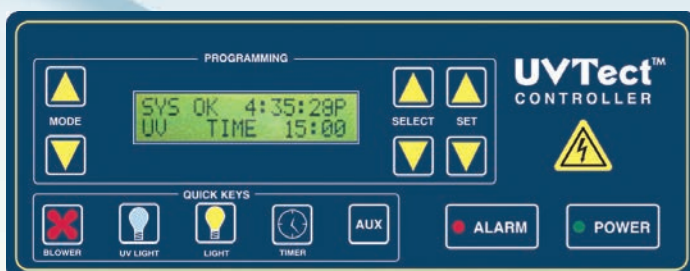 PROGRAMMING
UVTect™
CONTROLLER
MODE
SYS OK 4:35:28P
UV TIME 15:00
SELECT
SET
QUICK KEYS
BLOWER
UV LIGHT
LIGHT
TIMER
AUX
ALARM
POWER